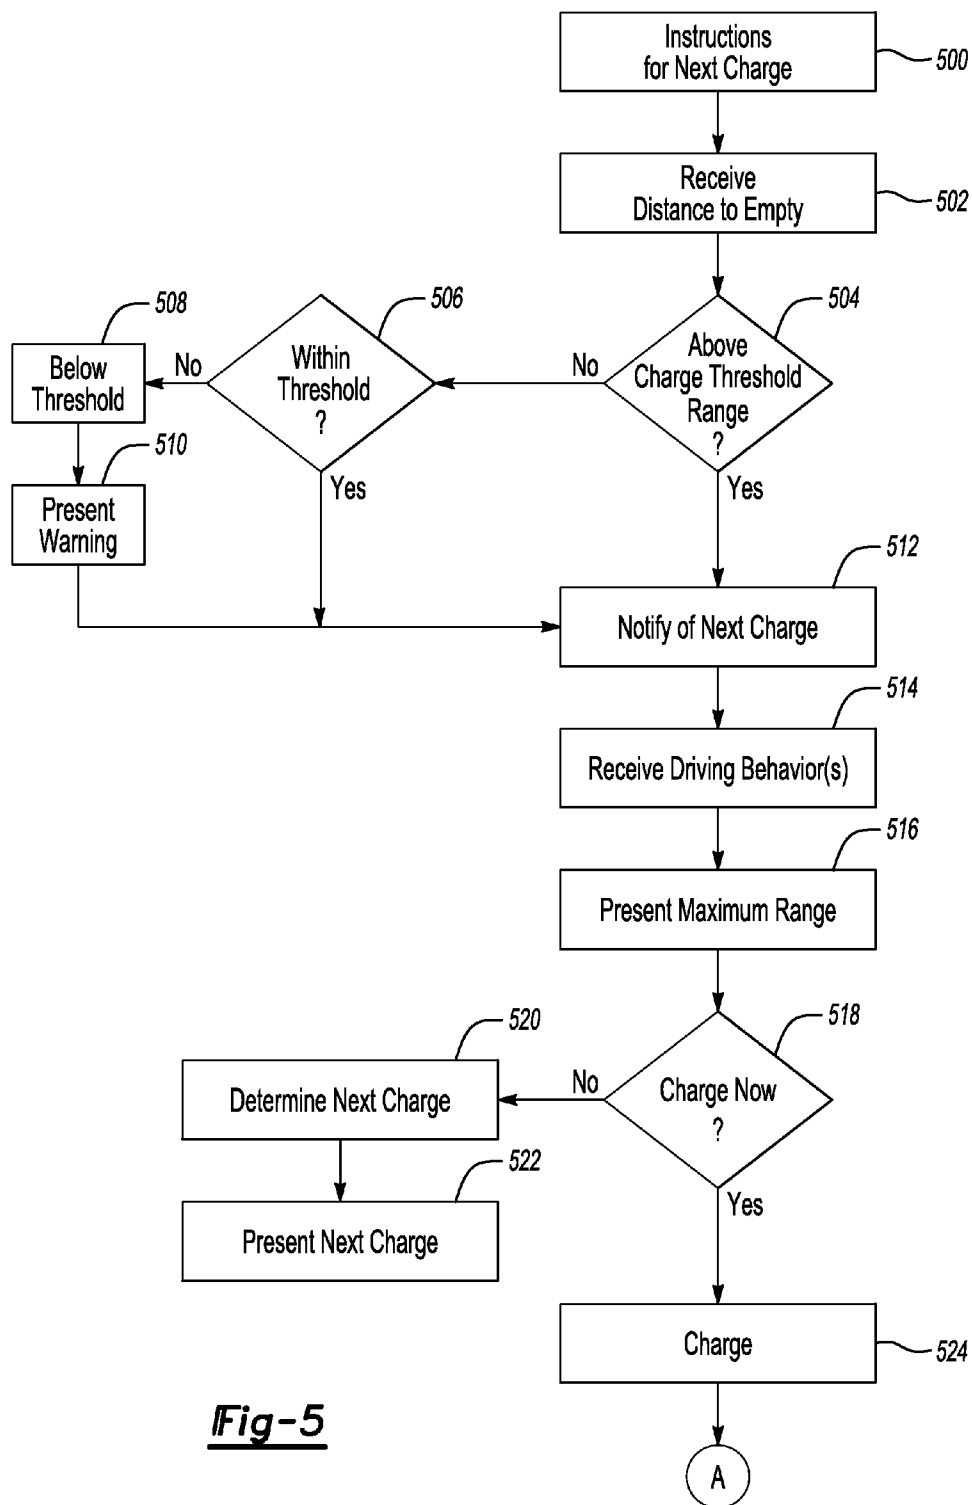 Instructions
for Next Charge
500
Receive
Distance to Empty
502
508
506
504
Below
Threshold
No
Within
Threshold
?
No
Above
Charge Threshold
Range
?
510
Yes
Yes
Present
Warning
512
Notify of Next Charge
514
Receive Driving Behavior(s)
516
Present Maximum Range
520
518
Determine Next Charge
No
Charge Now
?
522
Yes
Present Next Charge
Charge
524
Fig-5
A